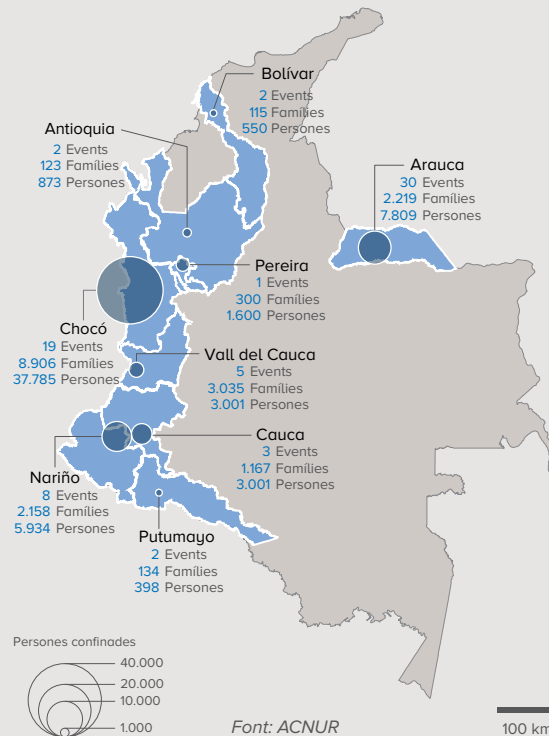 Bolívar
2 Events
115 Famílies
550 Persones
Antioquia
2 Events
123 Famílies
873 Persones
Arauca
30 Events
2.219 Famílies
7.809 Persones
Pereira
1 Events
300 Famílies
1.600 Persones
Chocó
19 Events
8.906 Famílies
37.785 Persones
Vall del Cauca
5 Events
3.035 Famílies
3.001 Persones
Cauca
3 Events
1.167 Famílies
3.001 Persones
Nariño
8 Events
2.158 Famílies
5.934 Persones
Putumayo
2 Events
134 Famílies
398 Persones
Persones confinades
40.000
20.000
10.000
1.000
Font: ACNUR
100 km